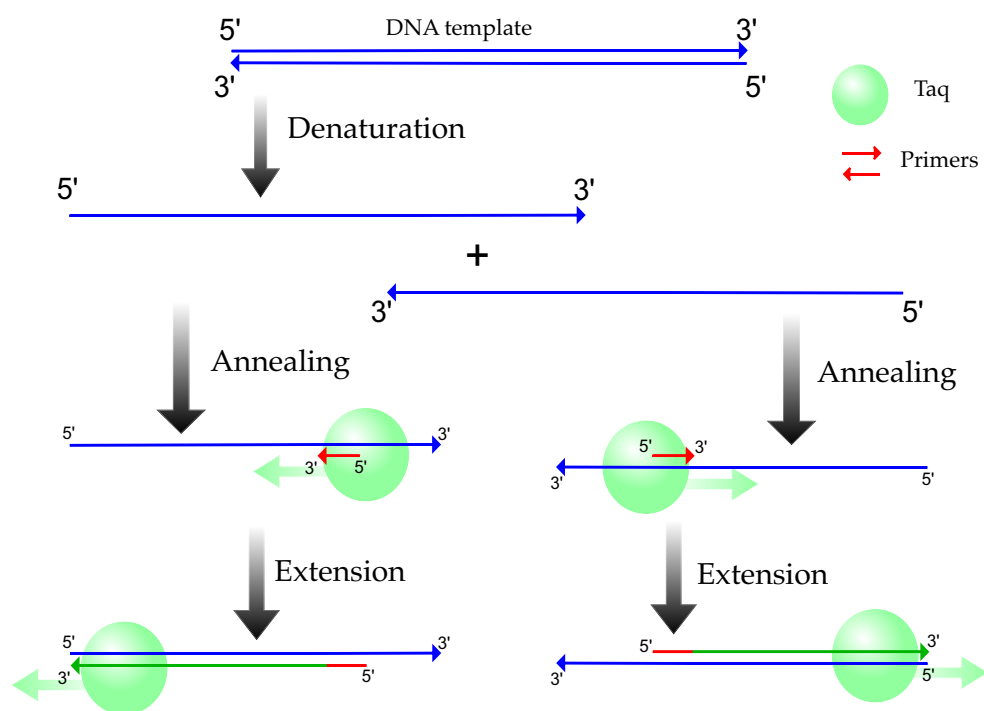 5' DNA template 3'
3' 5'
Taq
Denaturation
Primers
5' 3'
+
3' 5'
Annealing
Annealing
5' 3'
3' 5'
5' 3'
3' 5'
Extension
Extension
5' 3'
3' 5'
5' 3'
3' 5'